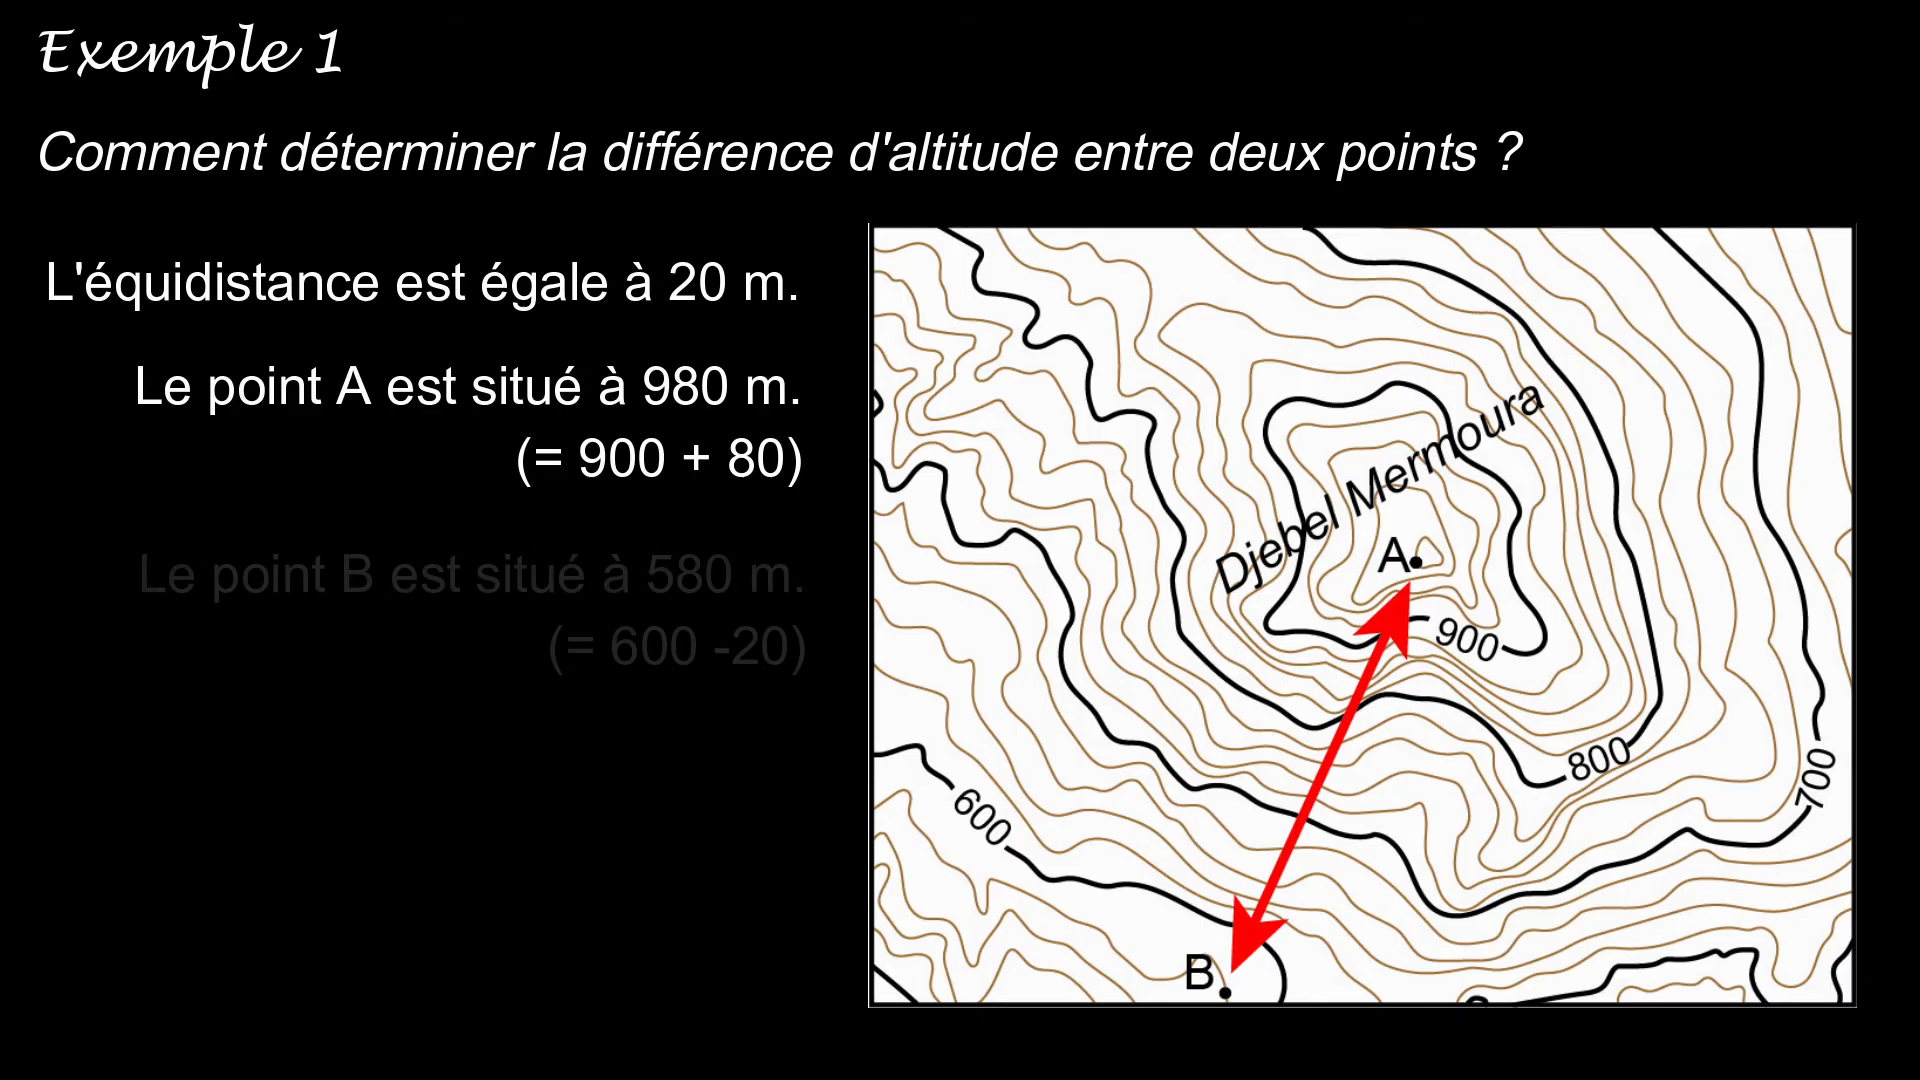 Exemple 1
Comment déterminer la différence d'altitude entre deux points ?
L'équidistance est égale à 20 m.
Le point A est situé à 980 m.
(= 900 + 80)
Le point B est situé à 580 m.
(= 600 -20)
Djebel Mermoura
A
900
800
700
600
B